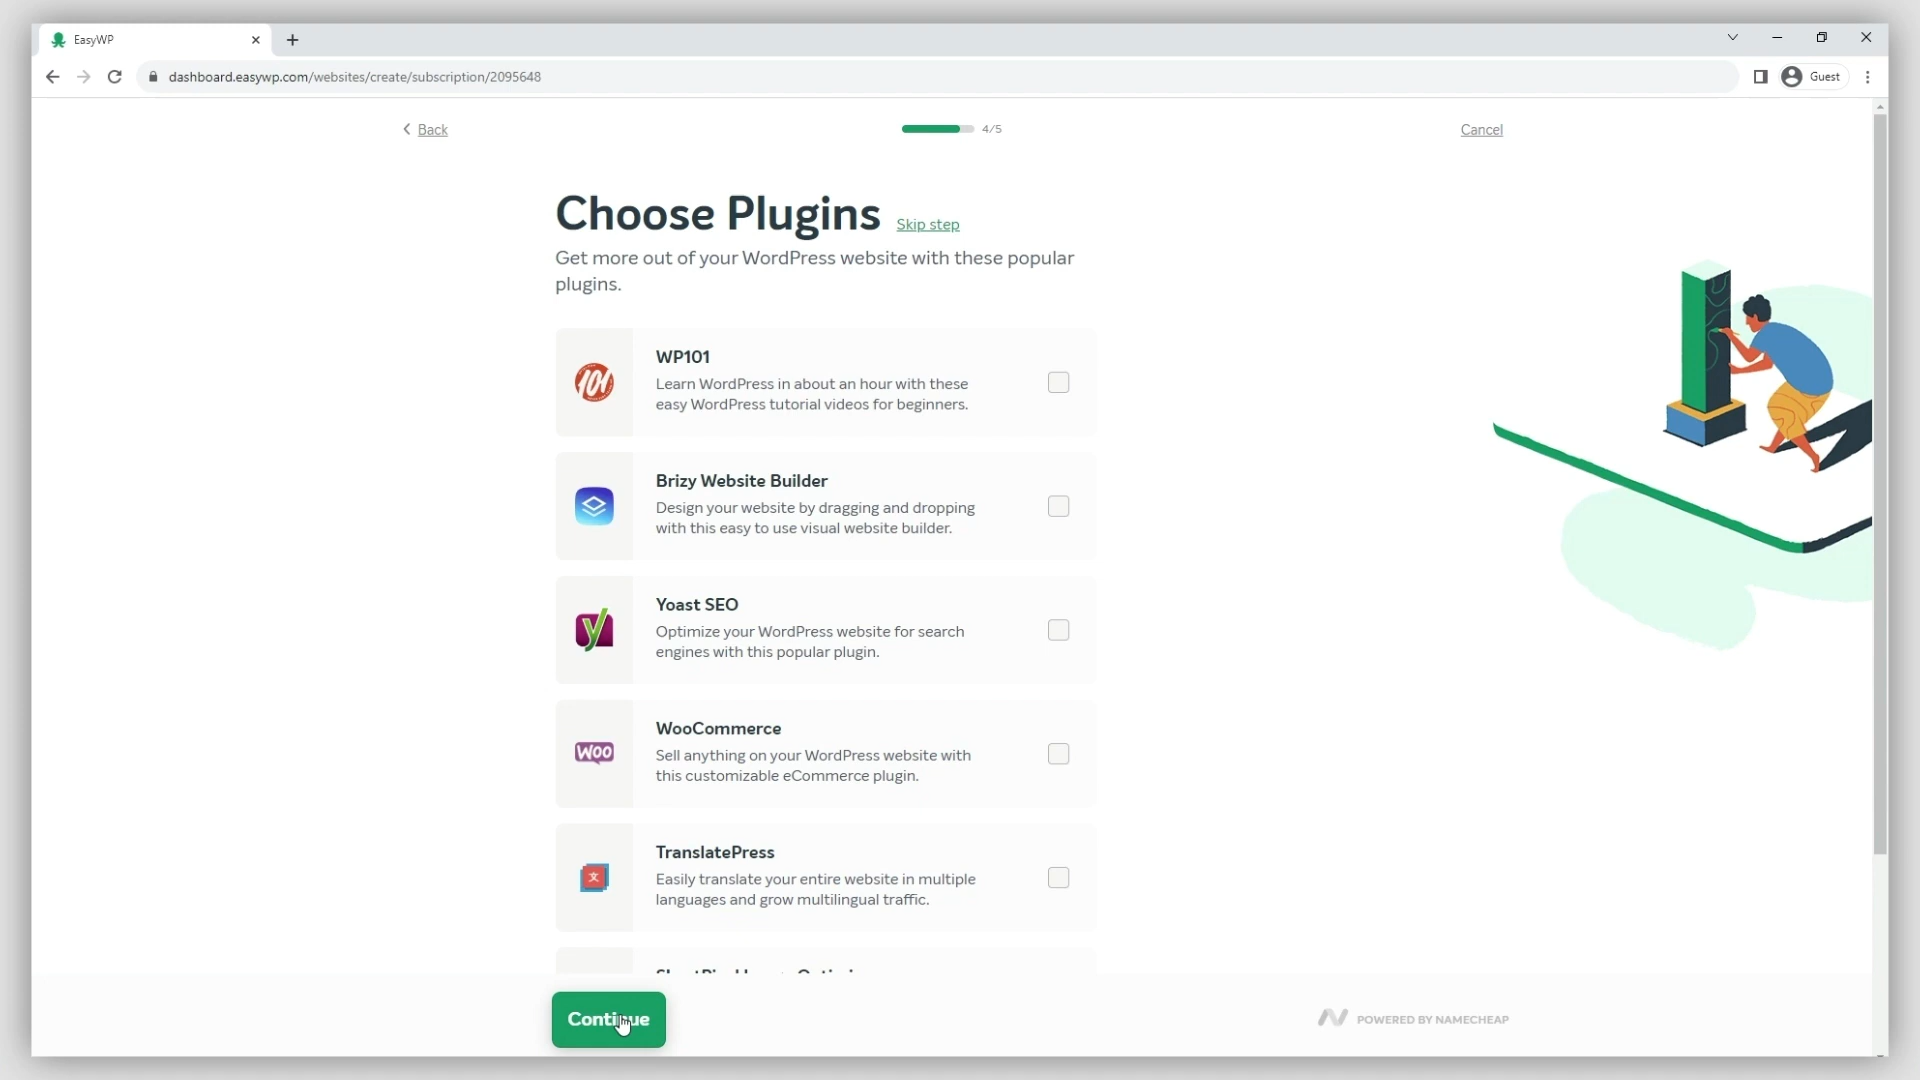 EasyWP
dashboard.easywp.com/websites/create/subscription/2095648
Guest
Back
4/5
Cancel
Choose Plugins Skip step
Get more out of your WordPress website with these popular
plugins.
101
WP101
Learn WordPress in about an hour with these
easy WordPress tutorial videos for beginners.
Brizy Website Builder
Design your website by dragging and dropping
with this easy to use visual website builder.
Yoast SEO
Optimize your WordPress website for search
engines with this popular plugin.
WOO
WooCommerce
Sell anything on your WordPress website with
this customizable eCommerce plugin.
文
TranslatePress
Easily translate your entire website in multiple
languages and grow multilingual traffic.
Continue
POWERED BY NAMECHEAP